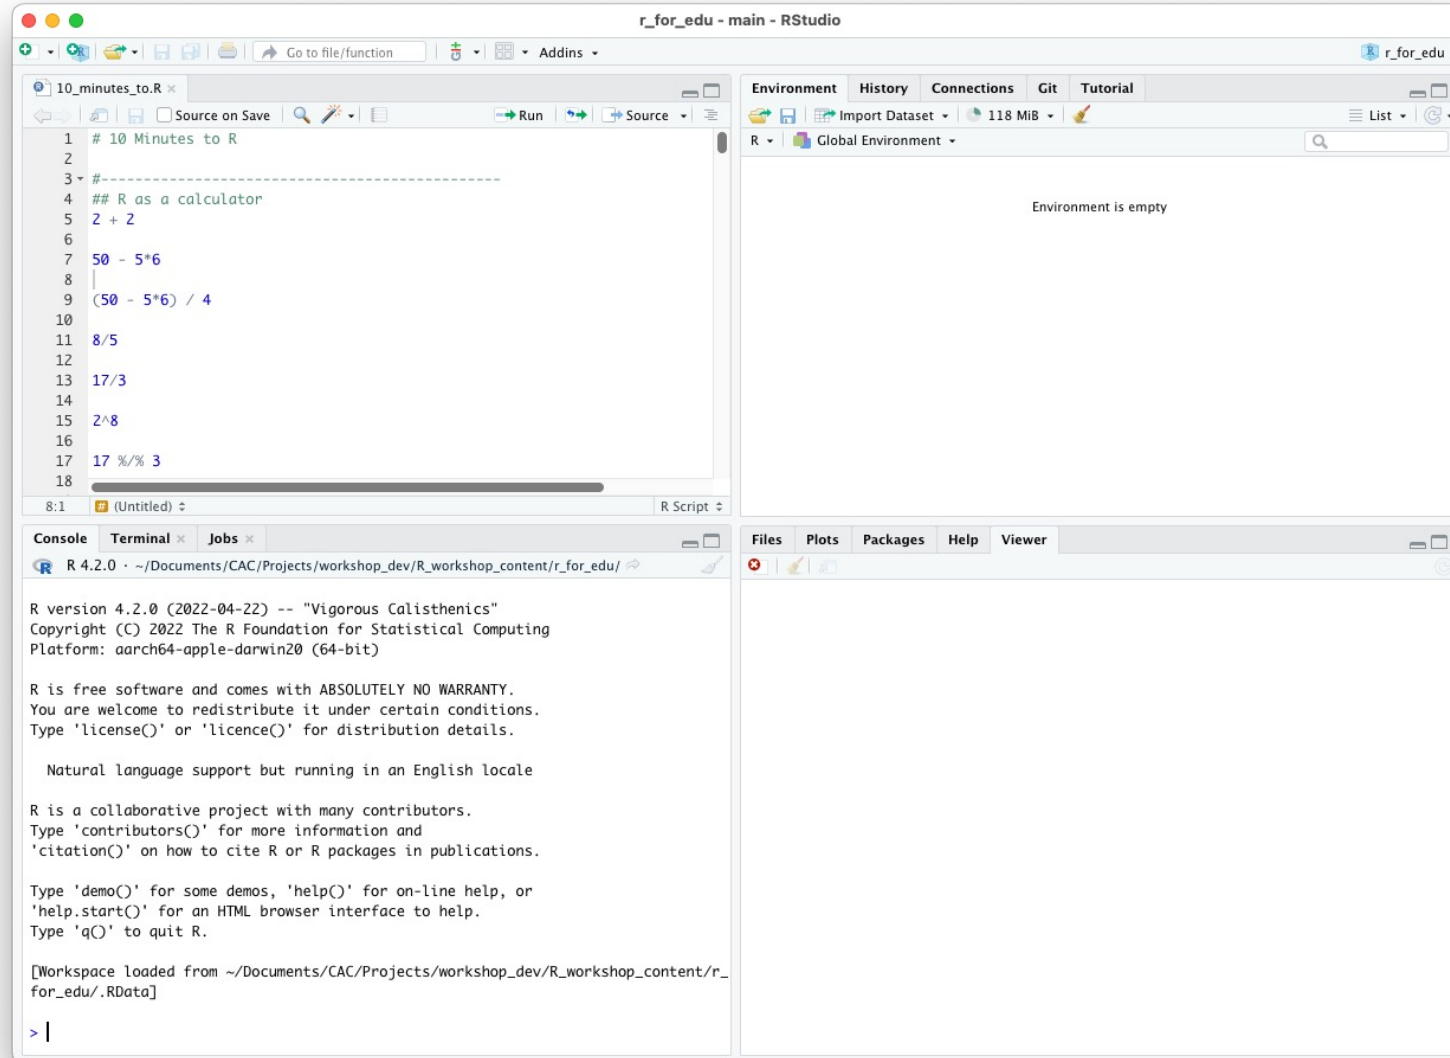 r_for_edu - main - RStudio
Go to file/function
Addins
r_for_edu
10_minutes_to.R
Source on Save
Run
Source
1 # 10 Minutes to R
2
3 #-----------------------------------------------
4 ## R as a calculator
5 2 + 2
6
7 50 - 5*6
8
9 (50 - 5*6) / 4
10
11 8/5
12
13 17/3
14
15 2^8
16
17 17 %/% 3
18
8:1 # (Untitled) R Script
Environment History Connections Git Tutorial
Import Dataset 118 MiB List
R Global Environment
Environment is empty
Console Terminal Jobs
R R 4.2.0 · ~/Documents/CAC/Projects/workshop_dev/R_workshop_content/r_for_edu/
R version 4.2.0 (2022-04-22) -- "Vigorous Calisthenics"
Copyright (C) 2022 The R Foundation for Statistical Computing
Platform: aarch64-apple-darwin20 (64-bit)
R is free software and comes with ABSOLUTELY NO WARRANTY.
You are welcome to redistribute it under certain conditions.
Type 'license()' or 'licence()' for distribution details.
Natural language support but running in an English locale
R is a collaborative project with many contributors.
Type 'contributors()' for more information and
'citation()' on how to cite R or R packages in publications.
Type 'demo()' for some demos, 'help()' for on-line help, or
'help.start()' for an HTML browser interface to help.
Type 'q()' to quit R.
[Workspace loaded from ~/Documents/CAC/Projects/workshop_dev/R_workshop_content/r_
for_edu/.RData]
>
Files Plots Packages Help Viewer